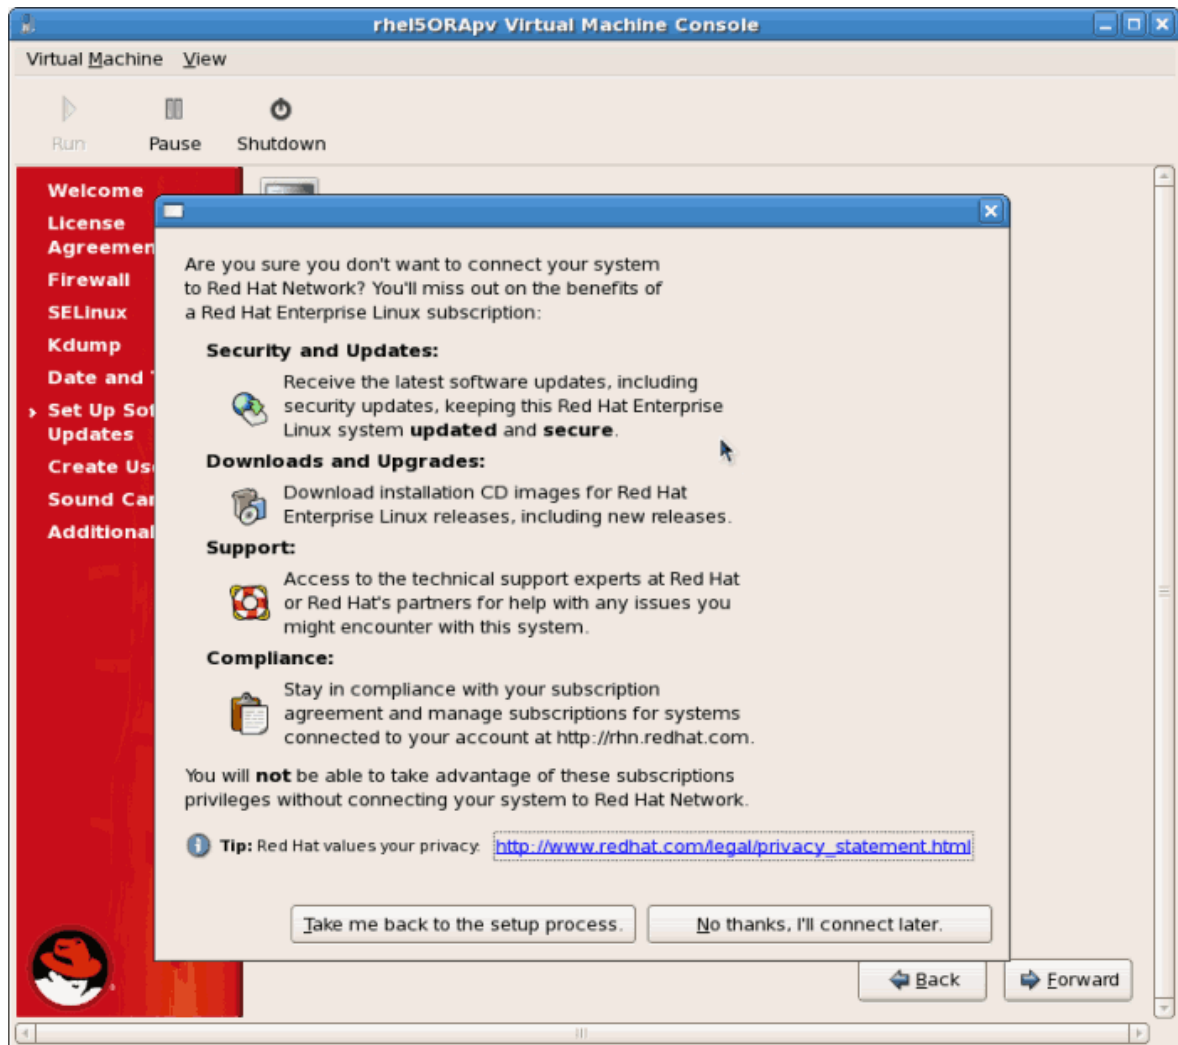 rhel5ORApv Virtual Machine Console
Virtual Machine View
Run Pause Shutdown
Welcome
License
Agreemen
Firewall
SELinux
Kdump
Date and
Set Up Sof
Updates
Create Us
Sound Car
Additional
Are you sure you don't want to connect your system
to Red Hat Network? You'll miss out on the benefits of
a Red Hat Enterprise Linux subscription:
Security and Updates:
Receive the latest software updates, including
security updates, keeping this Red Hat Enterprise
Linux system updated and secure.
Downloads and Upgrades:
Download installation CD images for Red Hat
Enterprise Linux releases, including new releases.
Support:
Access to the technical support experts at Red Hat
or Red Hat's partners for help with any issues you
might encounter with this system.
Compliance:
Stay in compliance with your subscription
agreement and manage subscriptions for systems
connected to your account at http://rhn.redhat.com.
You will not be able to take advantage of these subscriptions
privileges without connecting your system to Red Hat Network.
Tip: Red Hat values your privacy. http://www.redhat.com/legal/privacy_statement.html
Take me back to the setup process. No thanks, I'll connect later.
Back Forward